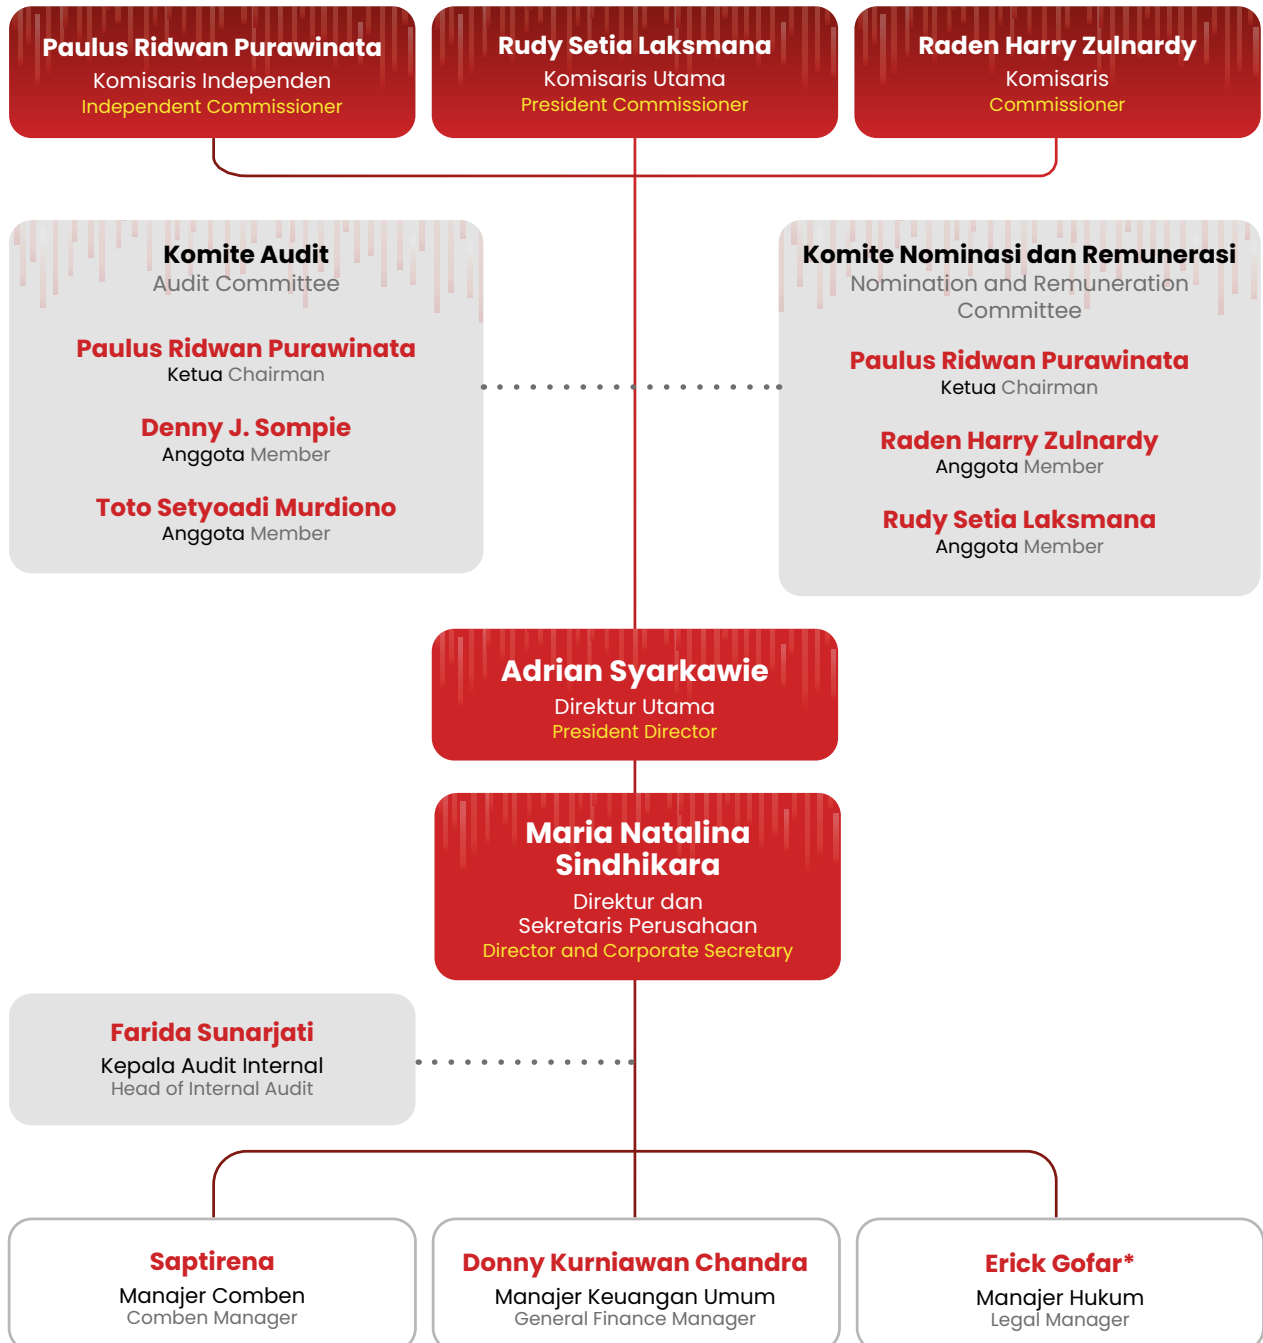 Paulus Ridwan Purawinata
Komisaris Independen
Independent Commissioner
Rudy Setia Laksmana
Komisaris Utama
President Commissioner
Raden Harry Zulnardy
Komisaris
Commissioner
Komite Audit
Audit Committee
Paulus Ridwan Purawinata
Ketua Chairman
Denny J. Sompie
Anggota Member
Toto Setyoadi Murdiono
Anggota Member
Komite Nominasi dan Remunerasi
Nomination and Remuneration
Committee
Paulus Ridwan Purawinata
Ketua Chairman
Raden Harry Zulnardy
Anggota Member
Rudy Setia Laksmana
Anggota Member
Adrian Syarkawie
Direktur Utama
President Director
Maria Natalina
Sindhikara
Direktur dan
Sekretaris Perusahaan
Director and Corporate Secretary
Farida Sunarjati
Kepala Audit Internal
Head of Internal Audit
Saptirena
Manajer Comben
Comben Manager
Donny Kurniawan Chandra
Manajer Keuangan Umum
General Finance Manager
Erick Gofar*
Manajer Hukum
Legal Manager